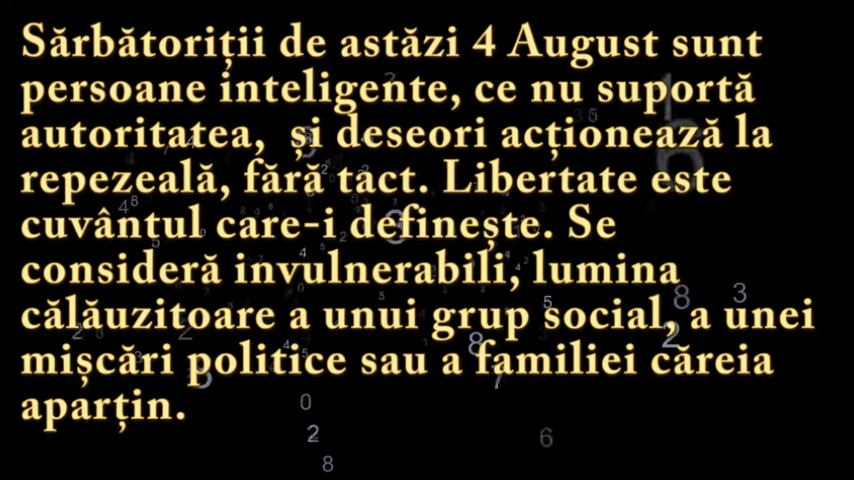 Sărbătoriții de astăzi 4 August sunt
persoane inteligente, ce nu suportă
autoritatea,  și deseori acționează la
repezeală, fără tact. Libertate este
cuvântul care-i definește. Se
consideră invulnerabili, lumina
călăuzitoare a unui grup social, a unei
mișcări politice sau a familiei căreia
aparțin.